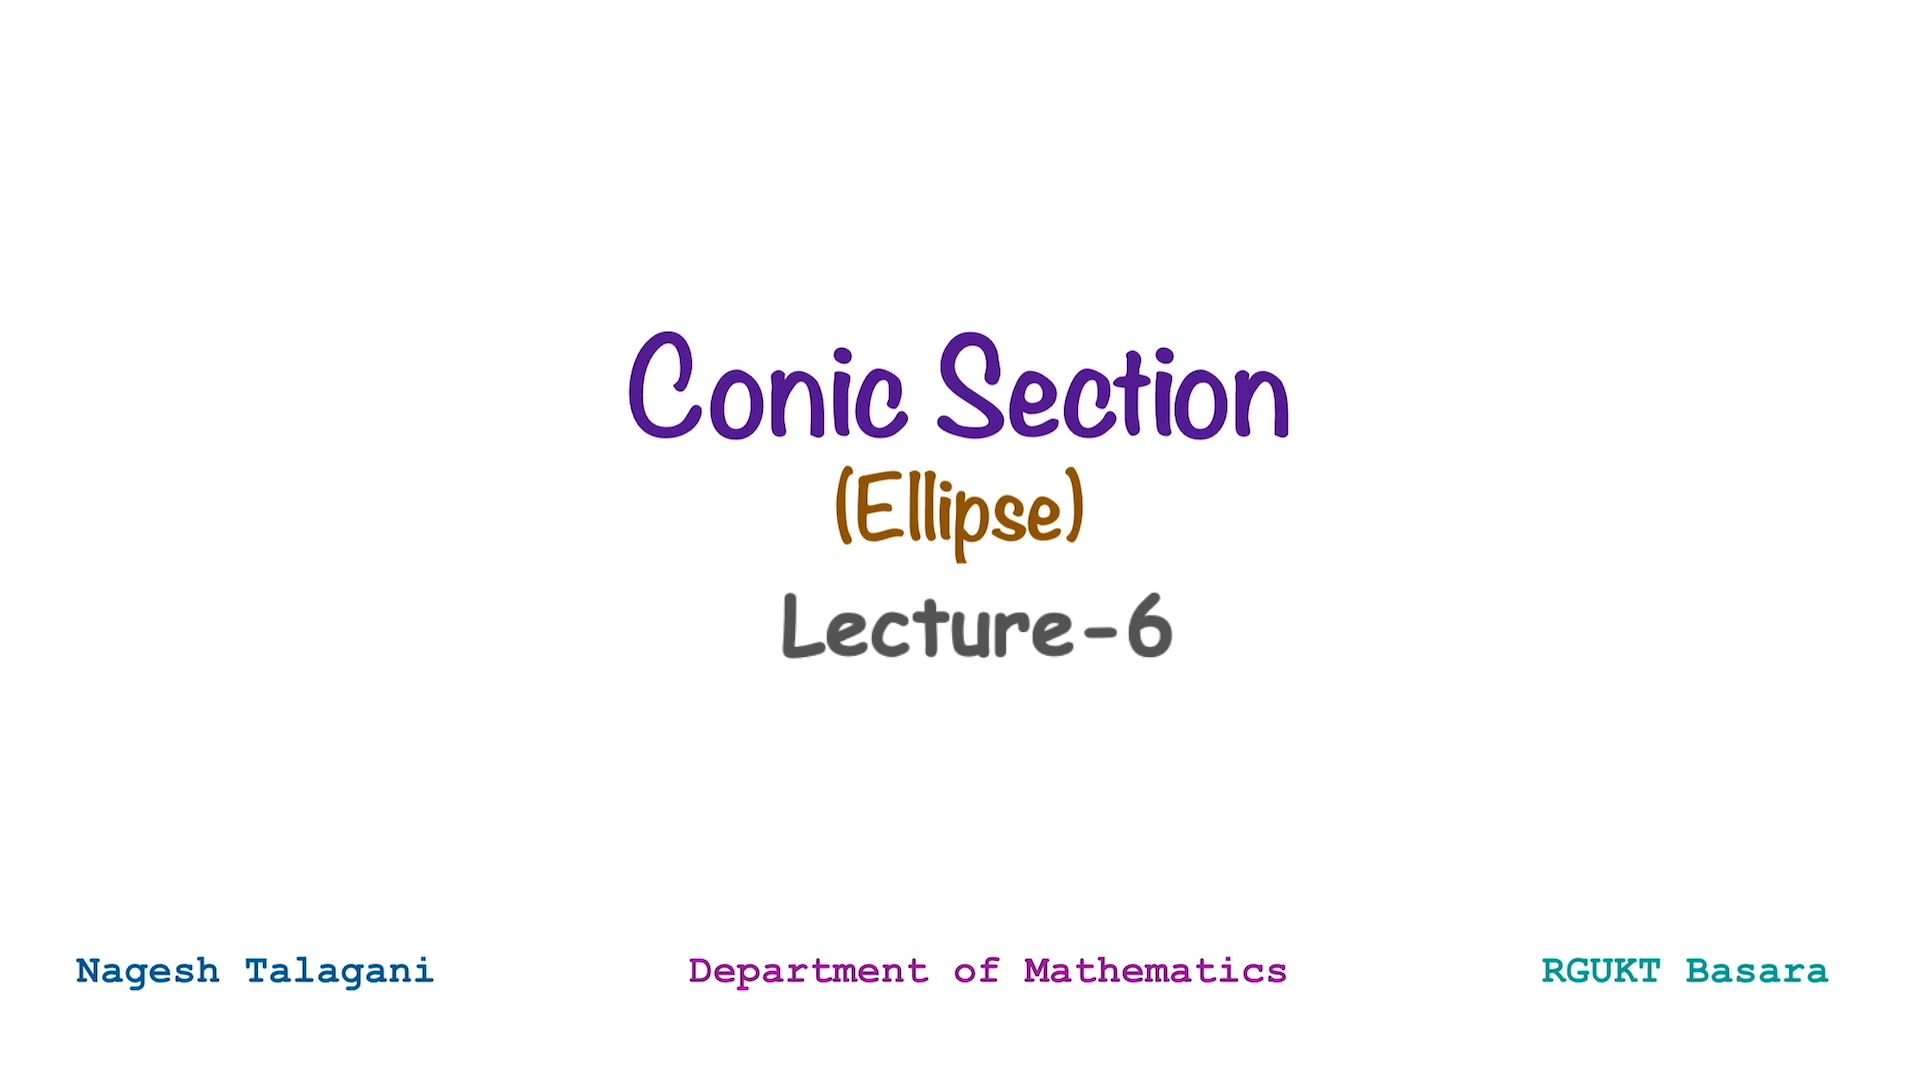 Conic Section
(Ellipse)
Lecture-6
Nagesh Talagani Department of Mathematics RGUKT Basara